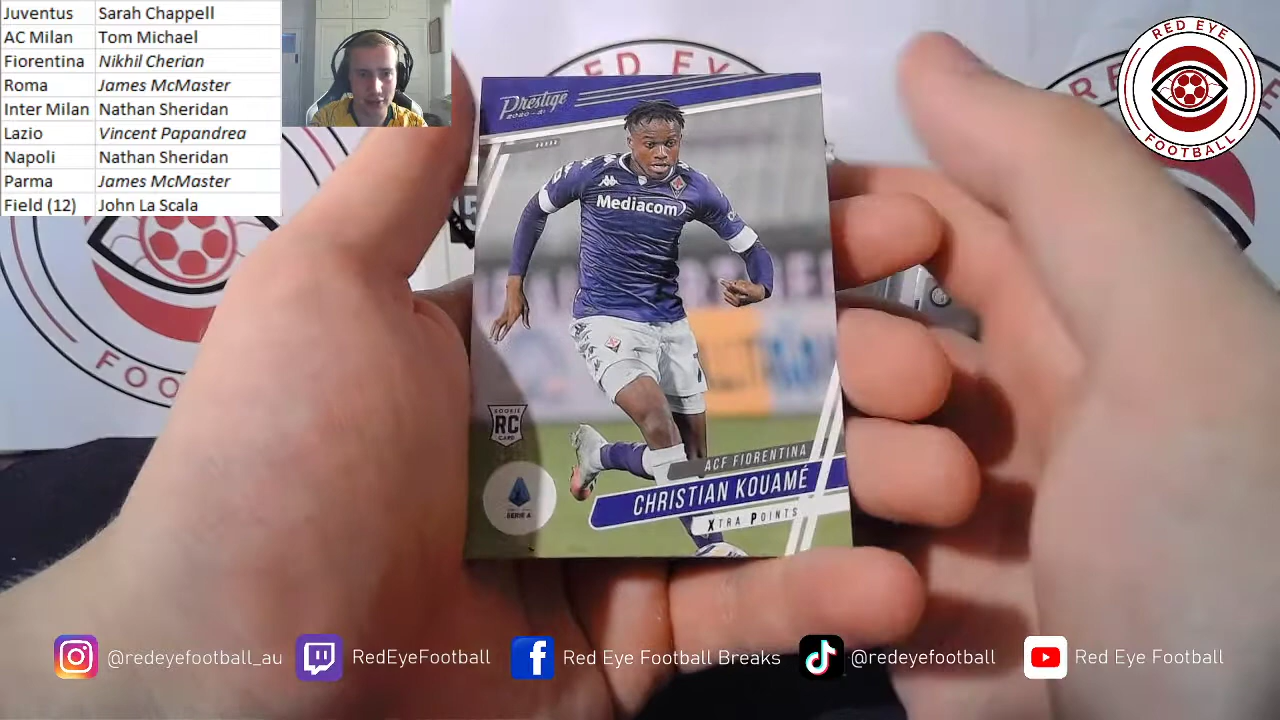 Juventus Sarah Chappell
AC Milan Tom Michael
Fiorentina Nikhil Cherian
Roma James McMaster
Inter Milan Nathan Sheridan
Lazio Vincent Papandrea
Napoli Nathan Sheridan
Parma James McMaster
Field (12) John La Scala
RED EYE
FOOTBALL
RED EY
Prestige
2020-21
Mediacom
ROOKIE
RC
CARD
SERIE A
ACF FIORENTINA
CHRISTIAN KOUAMÉ
XTRA POINTS
FOO
@redeyefootball_au
RedEyeFootball
Red Eye Football Breaks
@redeyefootball
Red Eye Football